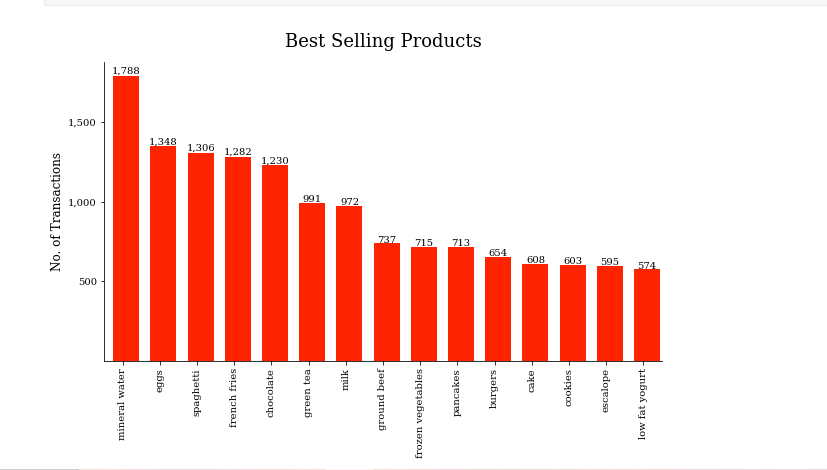 Best Selling Products
No. of Transactions
1,500
1,000
500
1,788
1,348
1,306
1,282
1,230
991
972
737
715
713
654
608
603
595
574
mineral water
eggs
spaghetti
french fries
chocolate
green tea
milk
ground beef
frozen vegetables
pancakes
burgers
cake
cookies
escalope
low fat yogurt